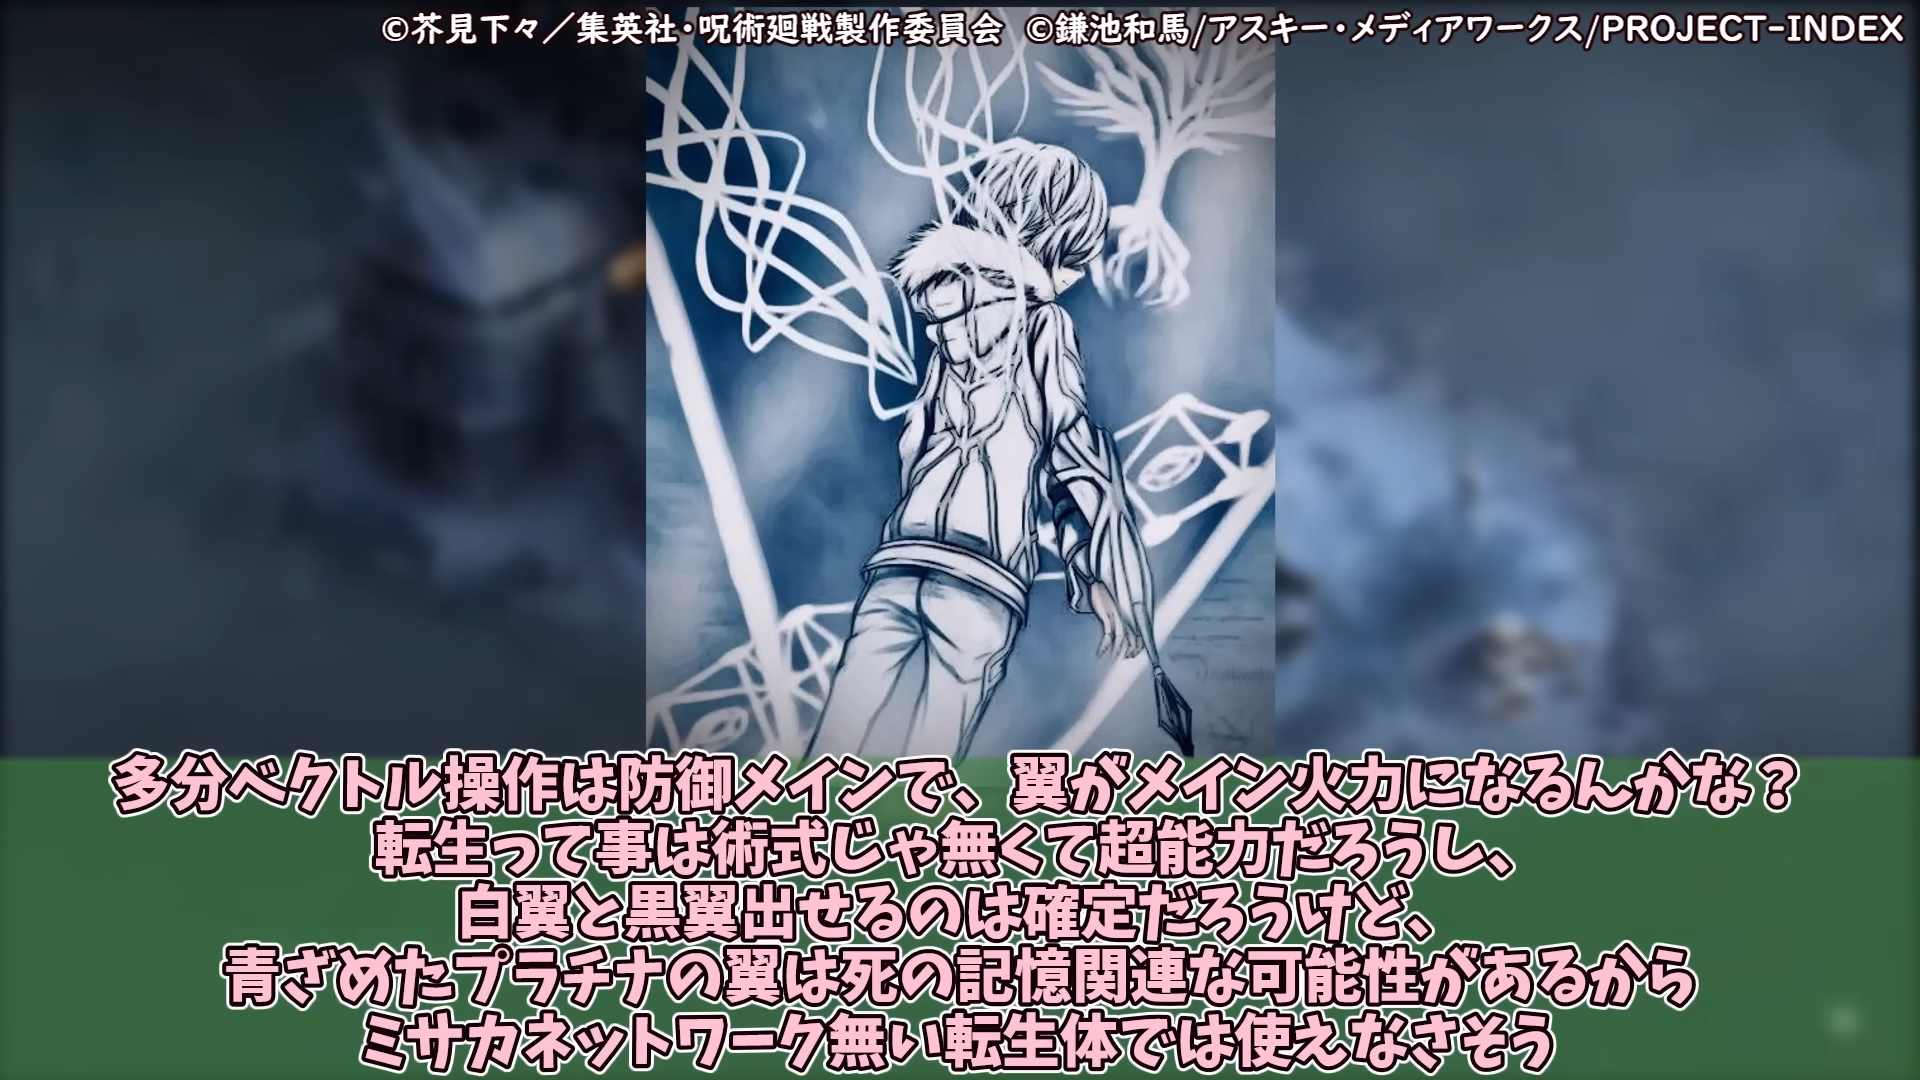 ©芥見下々／集英社・呪術廻戦製作委員会 ©鎌池和馬/アスキー・メディアワークス/PROJECT-INDEX
多分ベクトル操作は防御メインで、翼がメイン火力になるんかな？
転生って事は術式じゃ無くて超能力だろうし、
白翼と黒翼出せるのは確定だろうけど、
青ざめたプラチナの翼は死の記憶関連な可能性があるから
ミサカネットワーク無い転生体では使えなさそう